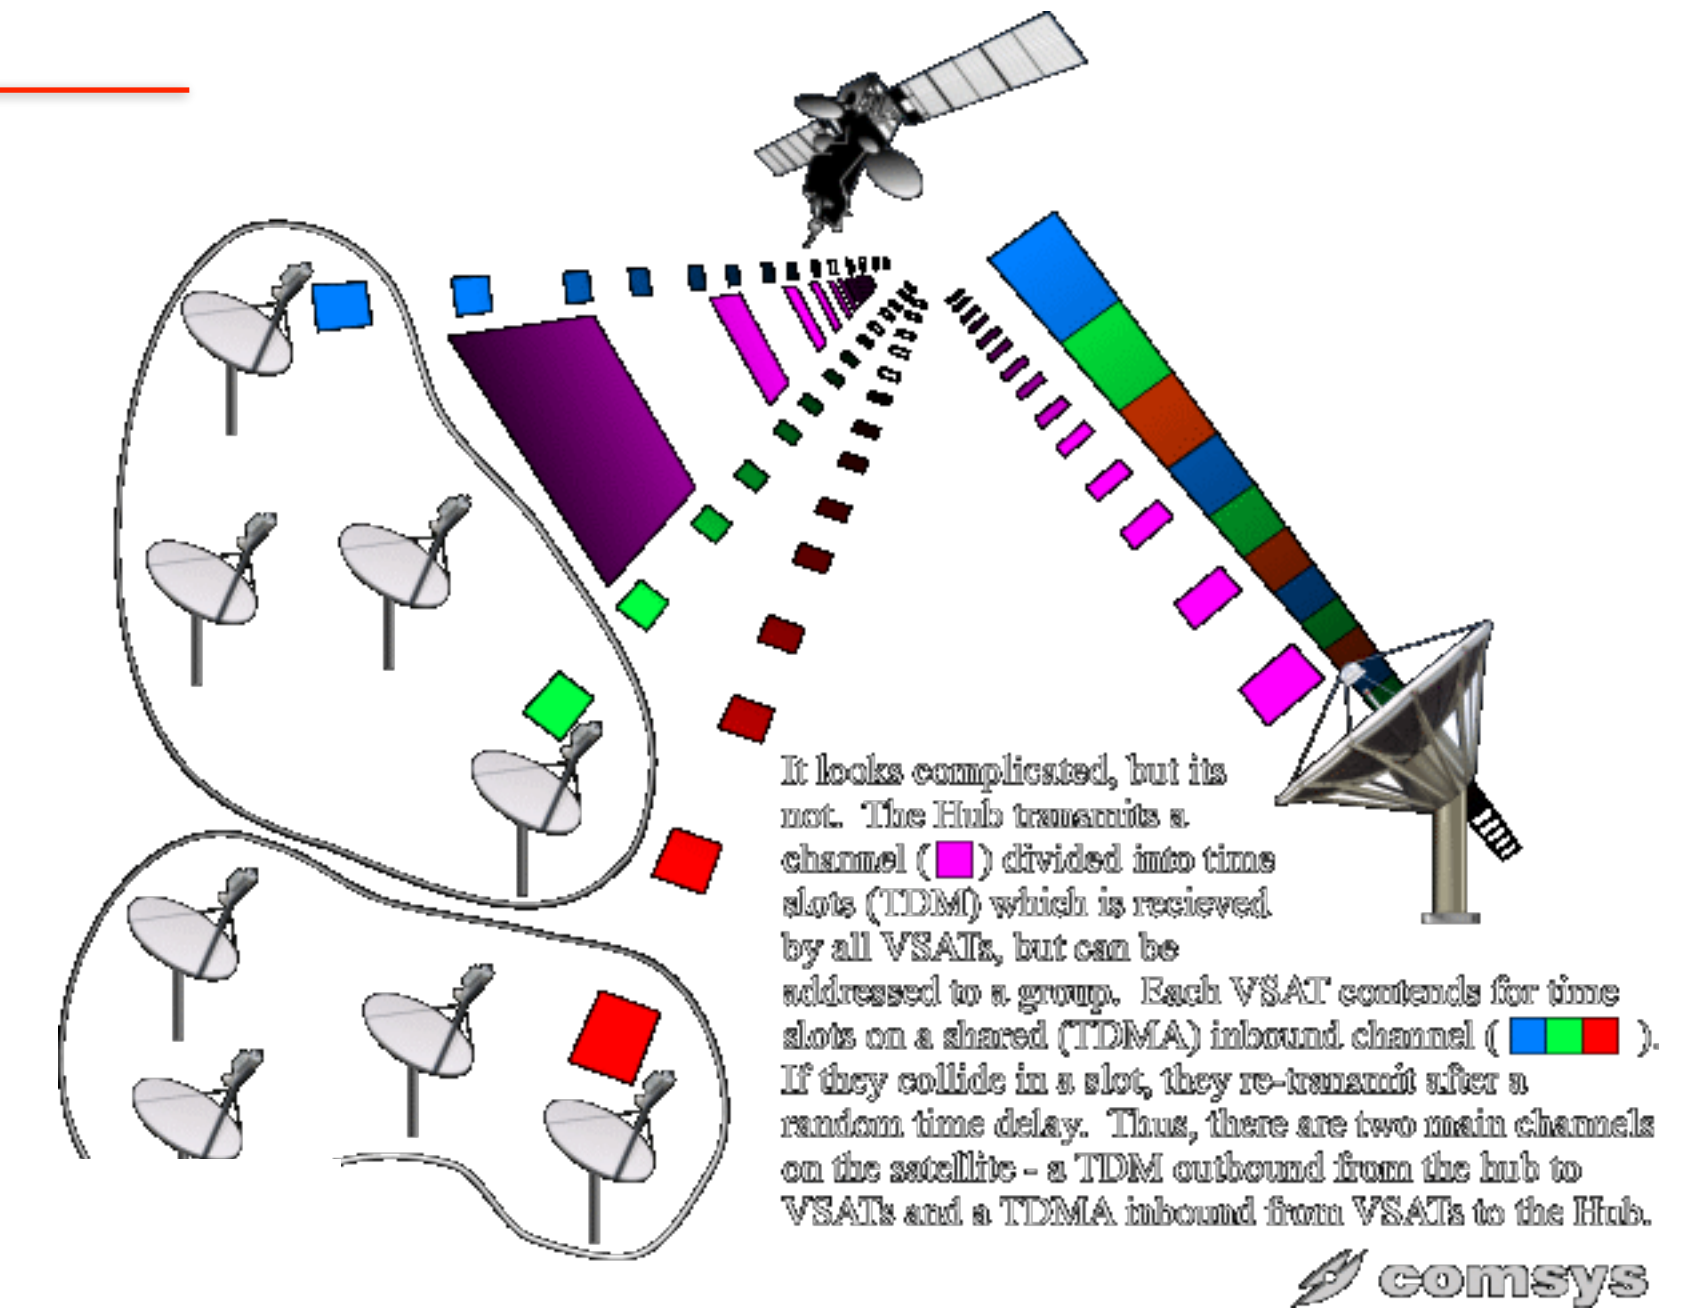 It looks complicated, but its
not. The Hub transmits a
channel ( ) divided into time
slots (TDM) which is recieved
by all VSATs, but can be
addressed to a group. Each VSAT contends for time
slots on a shared (TDMA) inbound channel ( ).
If they collide in a slot, they re-transmit after a
random time delay. Thus, there are two main channels
on the satellite - a TDM outbound from the hub to
VSATs and a TDMA inbound from VSATs to the Hub.
comsys